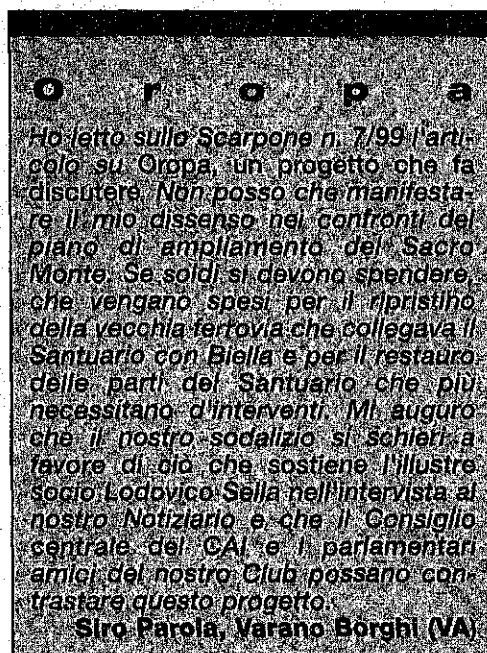 Oropa
Ho letto sullo Scarpone n. 7/99 l'arti-
colo su Oropa, un progetto che fa
discutere. Non posso che manifesta-
re il mio dissenso nei confronti del
piano di ampliamento del Sacro
Monte. Se soldi si devono spendere,
che vengano spesi per il ripristino
della vecchia ferrovia che collegava il
Santuario con Biella e per il restauro
delle parti del Santuario che più
necessitano d'interventi. Mi auguro
che il nostro sodalizio si schieri a
favore di ciò che sostiene l'illustre
socio Lodovico Sella nell'intervista al
nostro Notiziario e che il Consiglio
centrale del CAI e i parlamentari
amici del nostro Club possano con-
trastare questo progetto.
Siro Parola, Varano Borghi (VA)